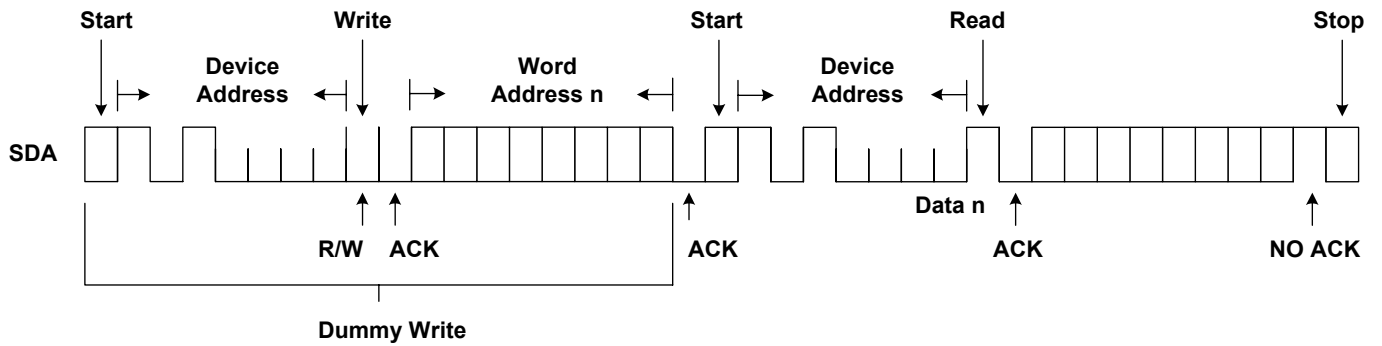 Start Write Start Read Stop
Device Address
Word Address n
Device Address
SDA
Data n
R/W ACK ACK ACK NO ACK
Dummy Write